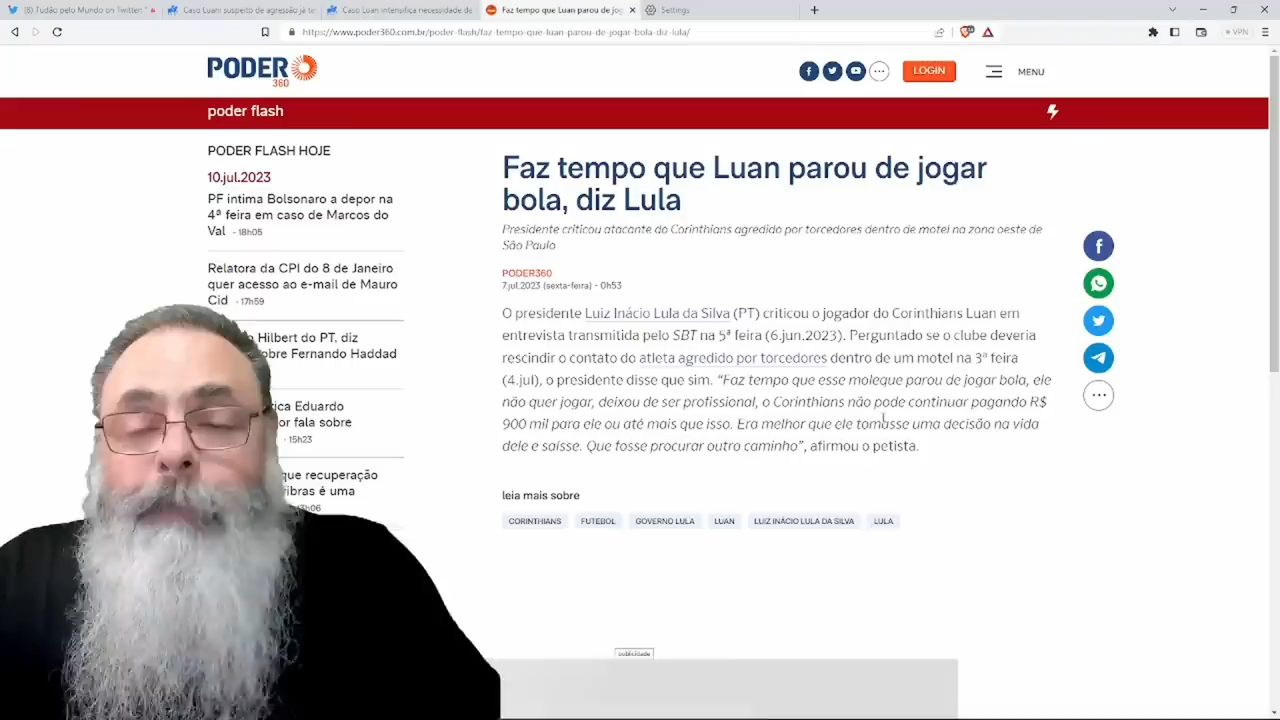 (8) Tudão pelo Mundo on Twitter: "
Caso Luan: suspeito de agressão já te
Caso Luan intensifica necessidade de
Faz tempo que Luan parou de jog
Settings
https://www.poder360.com.br/poder-flash/faz-tempo-que-luan-parou-de-jogar-bola-diz-lula/
VPN
PODER
360
LOGIN
MENU
poder flash
PODER FLASH HOJE
10.jul.2023
PF intima Bolsonaro a depor na
4ª feira em caso de Marcos do
Val - 18h05
Relatora da CPI do 8 de Janeiro
quer acesso ao e-mail de Mauro
Cid - 17h59
Hilbert do PT, diz
obre Fernando Haddad
ica Eduardo
or fala sobre
- 15h23
que recuperação
ibras é uma
3h06
Faz tempo que Luan parou de jogar
bola, diz Lula
Presidente criticou atacante do Corinthians agredido por torcedores dentro de motel na zona oeste de
São Paulo
PODER360
7.jul.2023 (sexta-feira) - 0h53
O presidente Luiz Inácio Lula da Silva (PT) criticou o jogador do Corinthians Luan em
entrevista transmitida pelo SBT na 5ª feira (6.jun.2023). Perguntado se o clube deveria
rescindir o contato do atleta agredido por torcedores dentro de um motel na 3ª feira
(4.jul), o presidente disse que sim. “Faz tempo que esse moleque parou de jogar bola, ele
não quer jogar, deixou de ser profissional, o Corinthians não pode continuar pagando R$
900 mil para ele ou até mais que isso. Era melhor que ele tomasse uma decisão na vida
dele e saísse. Que fosse procurar outro caminho”, afirmou o petista.
leia mais sobre
CORINTHIANS FUTEBOL GOVERNO LULA LUAN LUIZ INÁCIO LULA DA SILVA LULA
publicidade